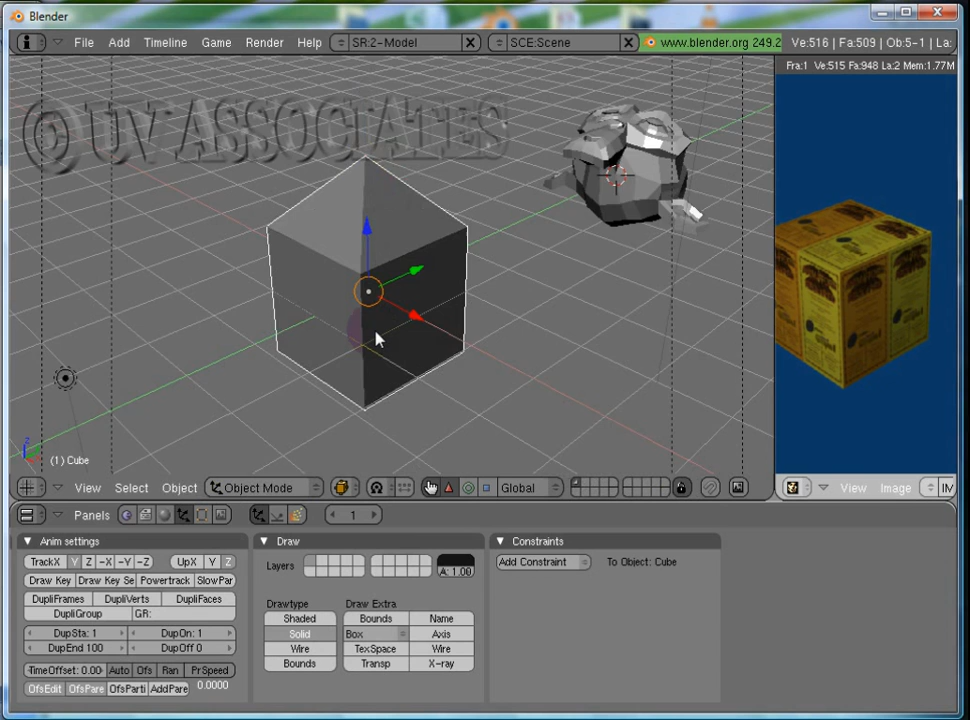 Blender
File Add Timeline Game Render Help SR:2-Model SCE:Scene www.blender.org 249.2 Ve:516 | Fa:509 | Ob:5-1 | La:
Fra:1 Ve:515 Fa:948 La:2 Mem:1.77M
© UV ASSOCIATES
z
(1) Cube
View Select Object Object Mode Global View Image IM
Panels 1
Anim settings Draw Constraints
TrackX Y Z -X -Y -Z UpX Y Z Layers A: 1.00 Add Constraint To Object: Cube
Draw Key Draw Key Se Powertrack SlowPar
DupliFrames DupliVerts DupliFaces Drawtype Draw Extra
DupliGroup GR: Shaded Bounds Name
DupSta: 1 DupOn: 1 Solid Box Axis
DupEnd 100 DupOff 0 Wire TexSpace Wire
TimeOffset: 0.00 Auto Ofs Ran PrSpeed Bounds Transp X-ray
OfsEdit OfsPare OfsParti AddPare 0.0000